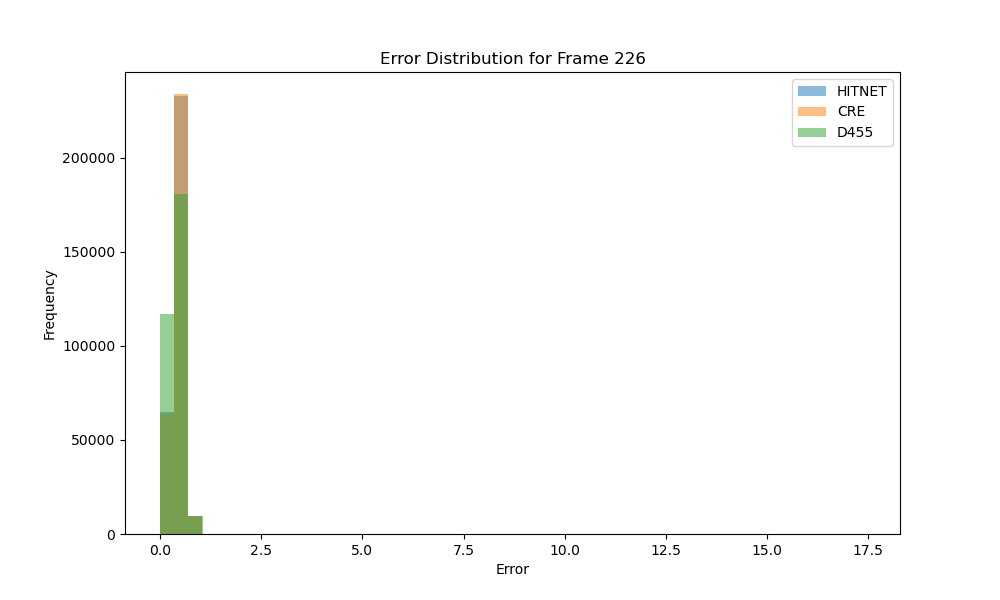 Error Distribution for Frame 226
HITNET
CRE
D455
200000
150000
100000
50000
0
Frequency
0.0 2.5 5.0 7.5 10.0 12.5 15.0 17.5
Error